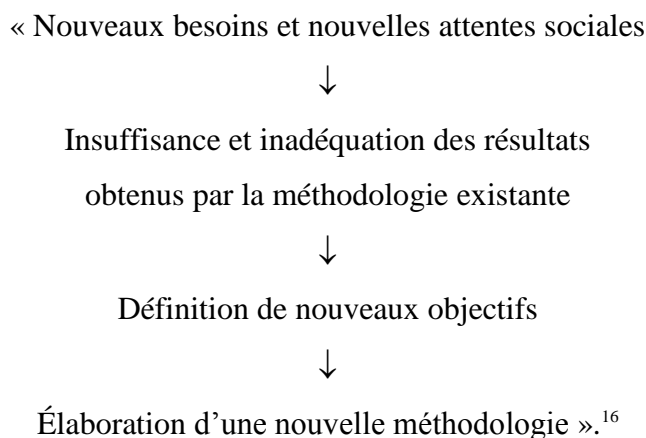 « Nouveaux besoins et nouvelles attentes sociales
↓
Insuffisance et inadéquation des résultats
obtenus par la méthodologie existante
↓
Définition de nouveaux objectifs
↓
Élaboration d’une nouvelle méthodologie ».¹⁶